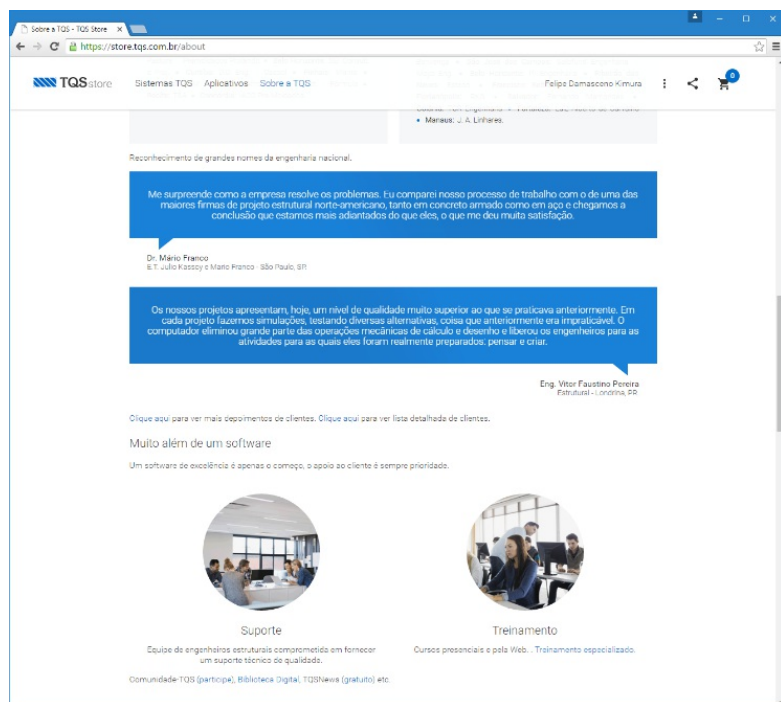 Sobre a TQS - TQS Store
https://store.tqs.com.br/about
TQSstore
Sistemas TQS Aplicativos Sobre a TQS
Felipe Damasceno Kimura
0
• Manaus: J. A. Linhares.
Reconhecimento de grandes nomes da engenharia nacional.
Me surpreende como a empresa resolve os problemas. Eu comparei nosso processo de trabalho com o de uma das
maiores firmas de projeto estrutural norte-americano, tanto em concreto armado como em aço e chegamos a
conclusão que estamos mais adiantados do que eles, o que me deu muita satisfação.
Dr. Mário Franco
E.T. Julio Kassoy e Mario Franco - São Paulo, SP.
Os nossos projetos apresentam, hoje, um nível de qualidade muito superior ao que se praticava anteriormente. Em
cada projeto fazemos simulações, testando diversas alternativas, coisa que anteriormente era impraticável. O
computador eliminou grande parte das operações mecânicas de cálculo e desenho e liberou os engenheiros para as
atividades para as quais eles foram realmente preparados: pensar e criar.
Eng. Vitor Faustino Pereira
Estrutural - Londrina, PR
Clique aqui para ver mais depoimentos de clientes. Clique aqui para ver lista detalhada de clientes.
Muito além de um software
Um software de excelência é apenas o começo, o apoio ao cliente é sempre prioridade.
Suporte
Equipe de engenheiros estruturais comprometida em fornecer
um suporte técnico de qualidade.
Treinamento
Cursos presenciais e pela Web. . Treinamento especializado.
Comunidade-TQS (participe), Biblioteca Digital, TQSNews (gratuito) etc.